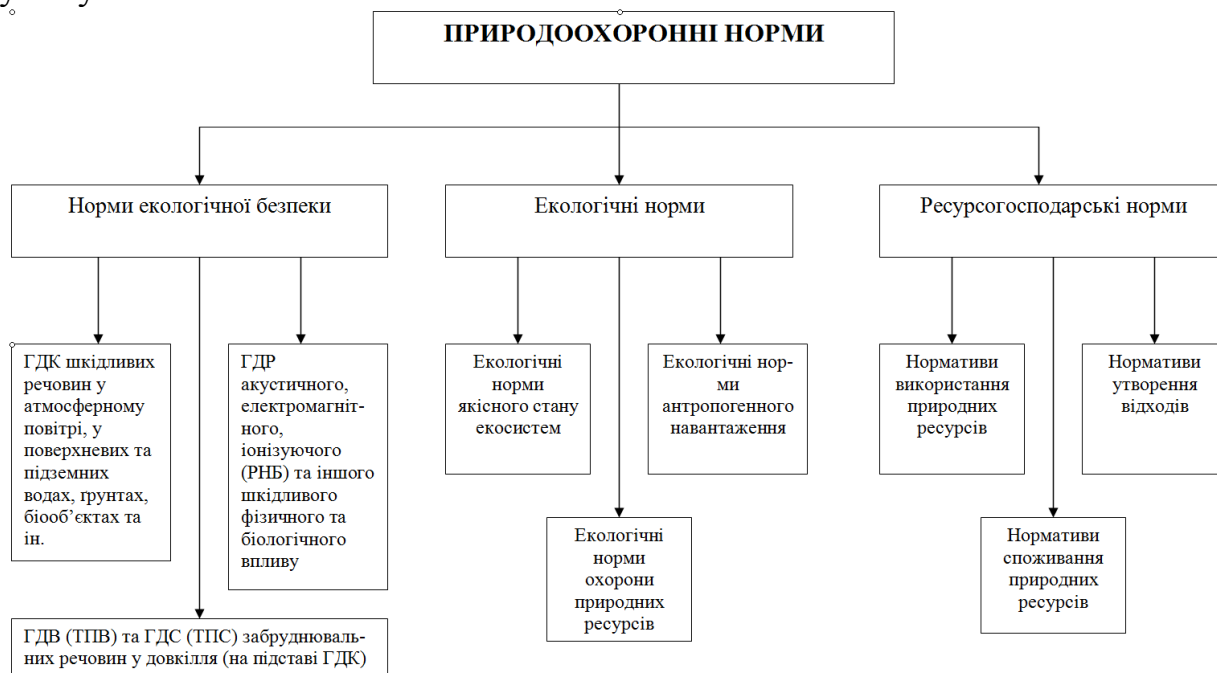 ПРИРОДООХОРОННІ НОРМИ
Норми екологічної безпеки
Екологічні норми
Ресурсогосподарські норми
ГДК шкідливих
речовин у
атмосферному
повітрі, у
поверхневих та
підземних
водах, ґрунтах,
біооб’єктах та
ін.
ГДР
акустичного,
електромагніт-
ного,
іонізуючого
(РНБ) та іншого
шкідливого
фізичного та
біологічного
впливу
Екологічні
норми
якісного стану
екосистем
Екологічні нор-
ми
антропогенного
навантаження
Нормативи
використання
природних
ресурсів
Нормативи
утворення
відходів
Екологічні
норми
охорони
природних
ресурсів
Нормативи
споживання
природних
ресурсів
ГДВ (ТПВ) та ГДС (ТПС) забруднюваль-
них речовин у довкілля (на підставі ГДК)